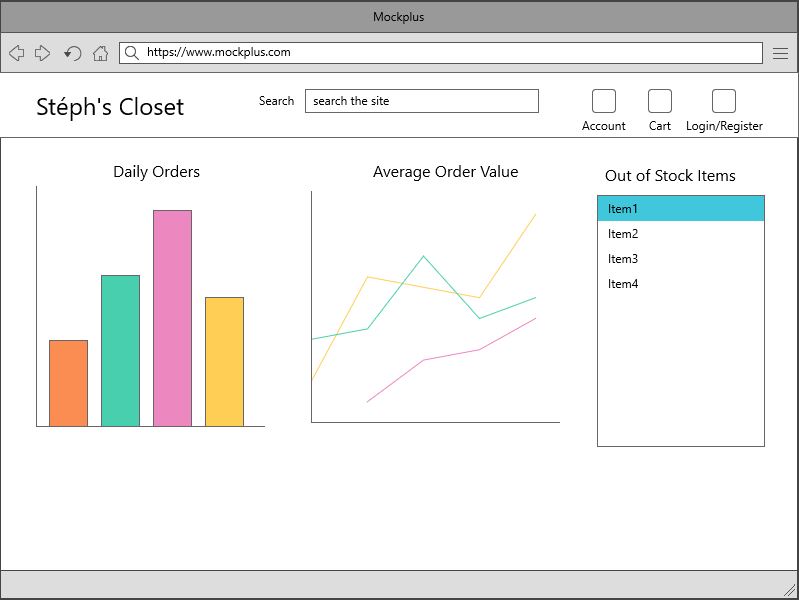 Mockplus
https://www.mockplus.com
Stéph's Closet
Search
search the site
Account
Cart
Login/Register
Daily Orders
Average Order Value
Out of Stock Items
Item1
Item2
Item3
Item4